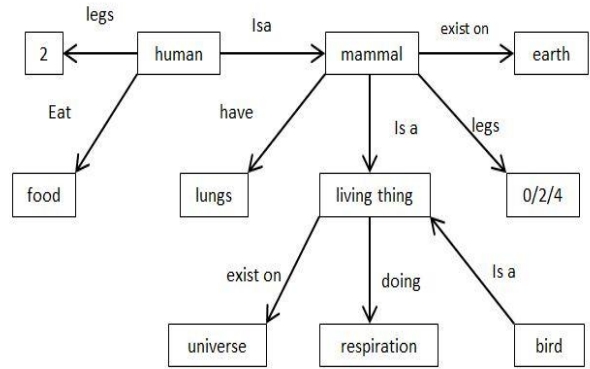 legs
Isa
exist on
2
human
mammal
earth
Eat
have
Is a
legs
food
lungs
living thing
0/2/4
exist on
doing
Is a
universe
respiration
bird